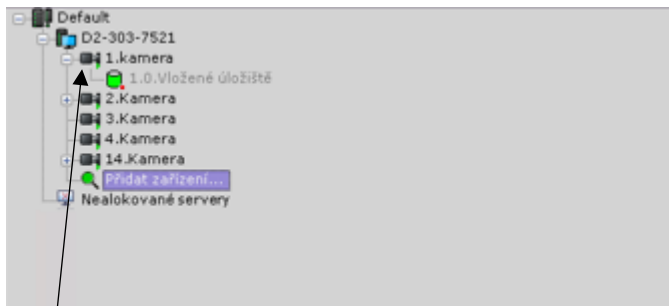 Default
D2-303-7521
1.kamera
1.0.Vložené úložiště
2.Kamera
3.Kamera
4.Kamera
14.Kamera
Přidat zařízení...
Nealokované servery